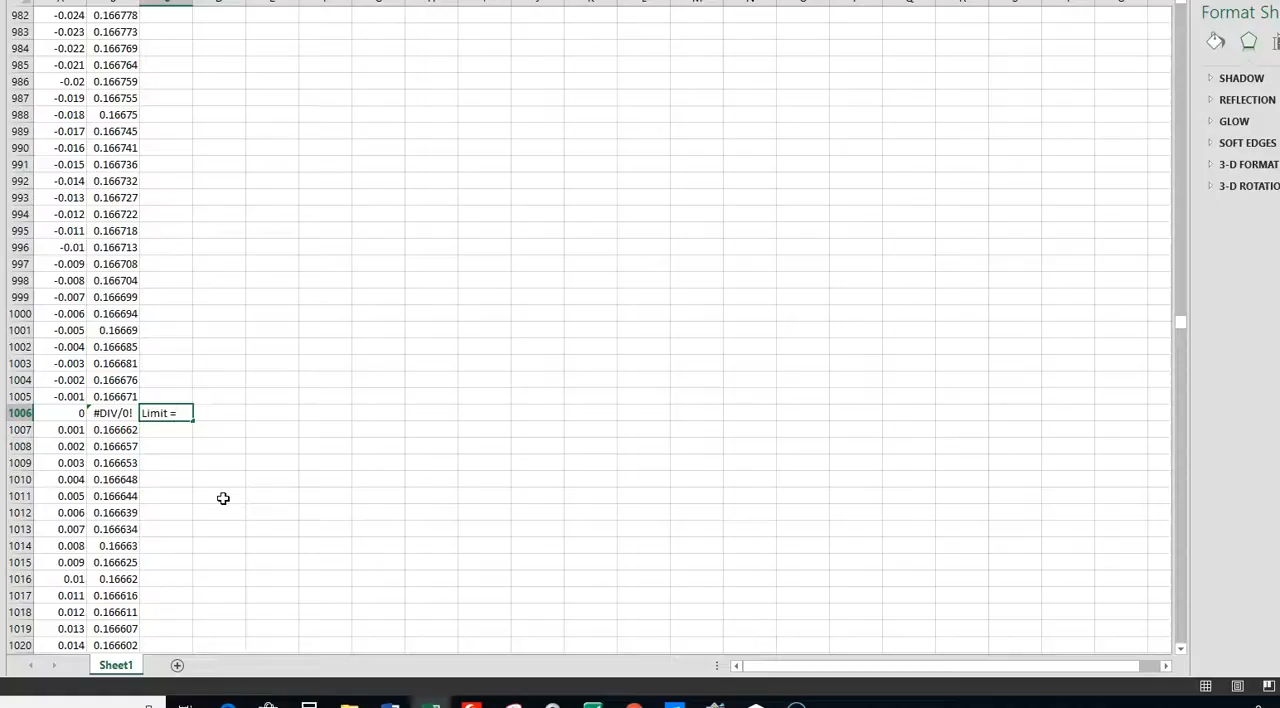 Format Sh
982 -0.024 0.166778
983 -0.023 0.166773
984 -0.022 0.166769
985 -0.021 0.166764
986 -0.02 0.166759
987 -0.019 0.166755
988 -0.018 0.16675
989 -0.017 0.166745
990 -0.016 0.166741
991 -0.015 0.166736
992 -0.014 0.166732
993 -0.013 0.166727
994 -0.012 0.166722
995 -0.011 0.166718
996 -0.01 0.166713
997 -0.009 0.166708
998 -0.008 0.166704
999 -0.007 0.166699
1000 -0.006 0.166694
1001 -0.005 0.16669
1002 -0.004 0.166685
1003 -0.003 0.166681
1004 -0.002 0.166676
1005 -0.001 0.166671
1006 0 #DIV/0! Limit =
1007 0.001 0.166662
1008 0.002 0.166657
1009 0.003 0.166653
1010 0.004 0.166648
1011 0.005 0.166644
1012 0.006 0.166639
1013 0.007 0.166634
1014 0.008 0.16663
1015 0.009 0.166625
1016 0.01 0.16662
1017 0.011 0.166616
1018 0.012 0.166611
1019 0.013 0.166607
1020 0.014 0.166602
SHADOW
REFLECTION
GLOW
SOFT EDGES
3-D FORMAT
3-D ROTATIO
Sheet1